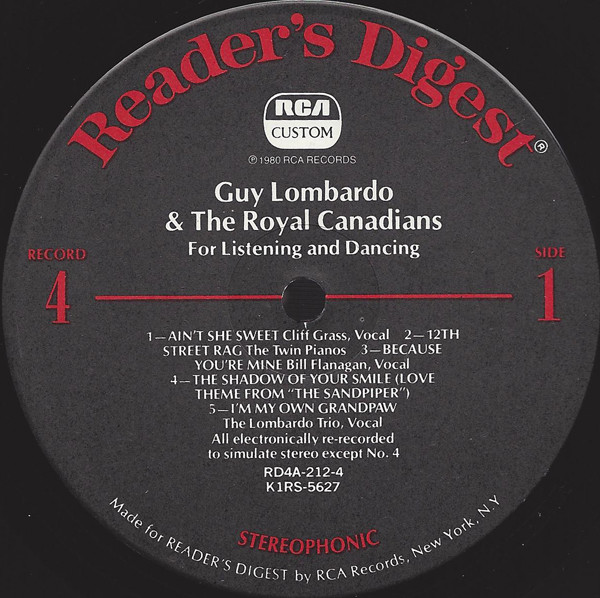 Reader's Digest®
RCA
CUSTOM
℗ 1980 RCA RECORDS
Guy Lombardo
& The Royal Canadians
For Listening and Dancing
RECORD
4
SIDE
1
1—AIN'T SHE SWEET Cliff Grass, Vocal 2—12TH
STREET RAG The Twin Pianos 3—BECAUSE
YOU'RE MINE Bill Flanagan, Vocal
4—THE SHADOW OF YOUR SMILE (LOVE
THEME FROM "THE SANDPIPER")
5—I'M MY OWN GRANDPAW
The Lombardo Trio, Vocal
All electronically re-recorded
to simulate stereo except No. 4
RD4A-212-4
K1RS-5627
STEREOPHONIC
Made for READER'S DIGEST by RCA Records, New York, N.Y